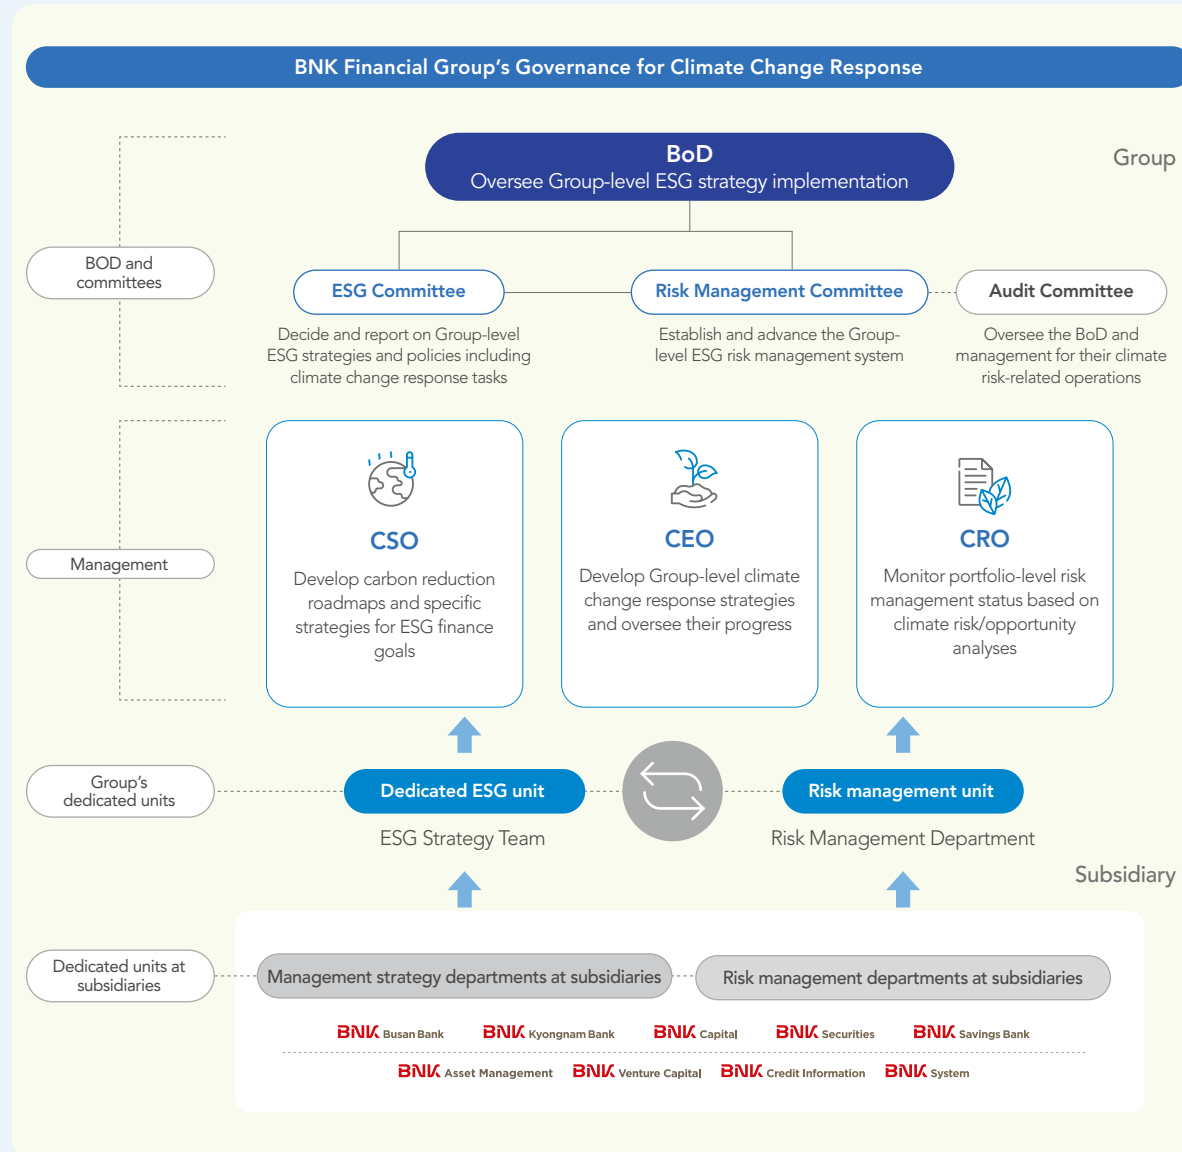 BNK Financial Group's Governance for Climate Change Response
BoD
Oversee Group-level ESG strategy implementation
Group
BOD and
committees
ESG Committee
Decide and report on Group-level
ESG strategies and policies including
climate change response tasks
Risk Management Committee
Establish and advance the Group-
level ESG risk management system
Audit Committee
Oversee the BoD and
management for their climate
risk-related operations
Management
CSO
Develop carbon reduction
roadmaps and specific
strategies for ESG finance
goals
CEO
Develop Group-level climate
change response strategies
and oversee their progress
CRO
Monitor portfolio-level risk
management status based on
climate risk/opportunity
analyses
Group's
dedicated units
Dedicated ESG unit
ESG Strategy Team
Risk management unit
Risk Management Department
Subsidiary
Dedicated units at
subsidiaries
Management strategy departments at subsidiaries
Risk management departments at subsidiaries
BNK Busan Bank
BNK Kyongnam Bank
BNK Capital
BNK Securities
BNK Savings Bank
BNK Asset Management
BNK Venture Capital
BNK Credit Information
BNK System